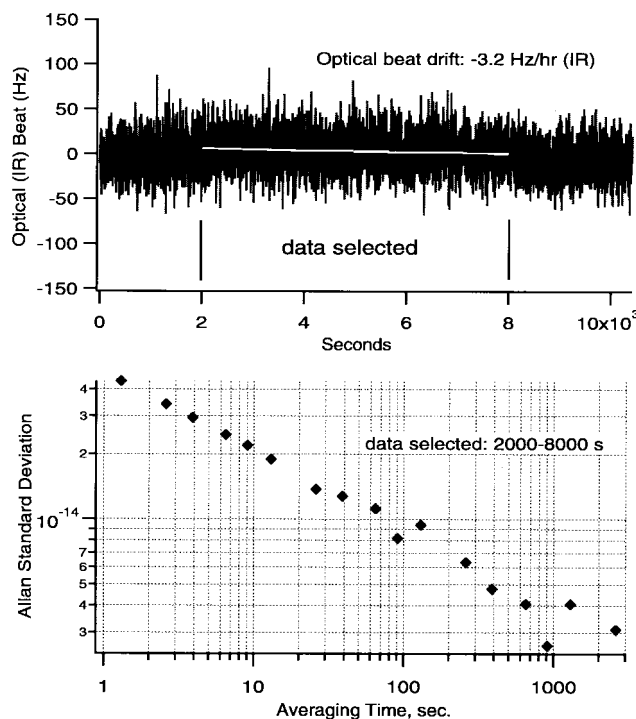 150
100
50
0
-50
-100
-150
Optical (IR) Beat (Hz)
Optical beat drift: -3.2 Hz/hr (IR)
data selected
0 2 4 6 8 10x10³
Seconds
4
3
2
10⁻¹⁴
7
6
5
4
3
Allan Standard Deviation
data selected: 2000-8000 s
1 10 100 1000
Averaging Time, sec.